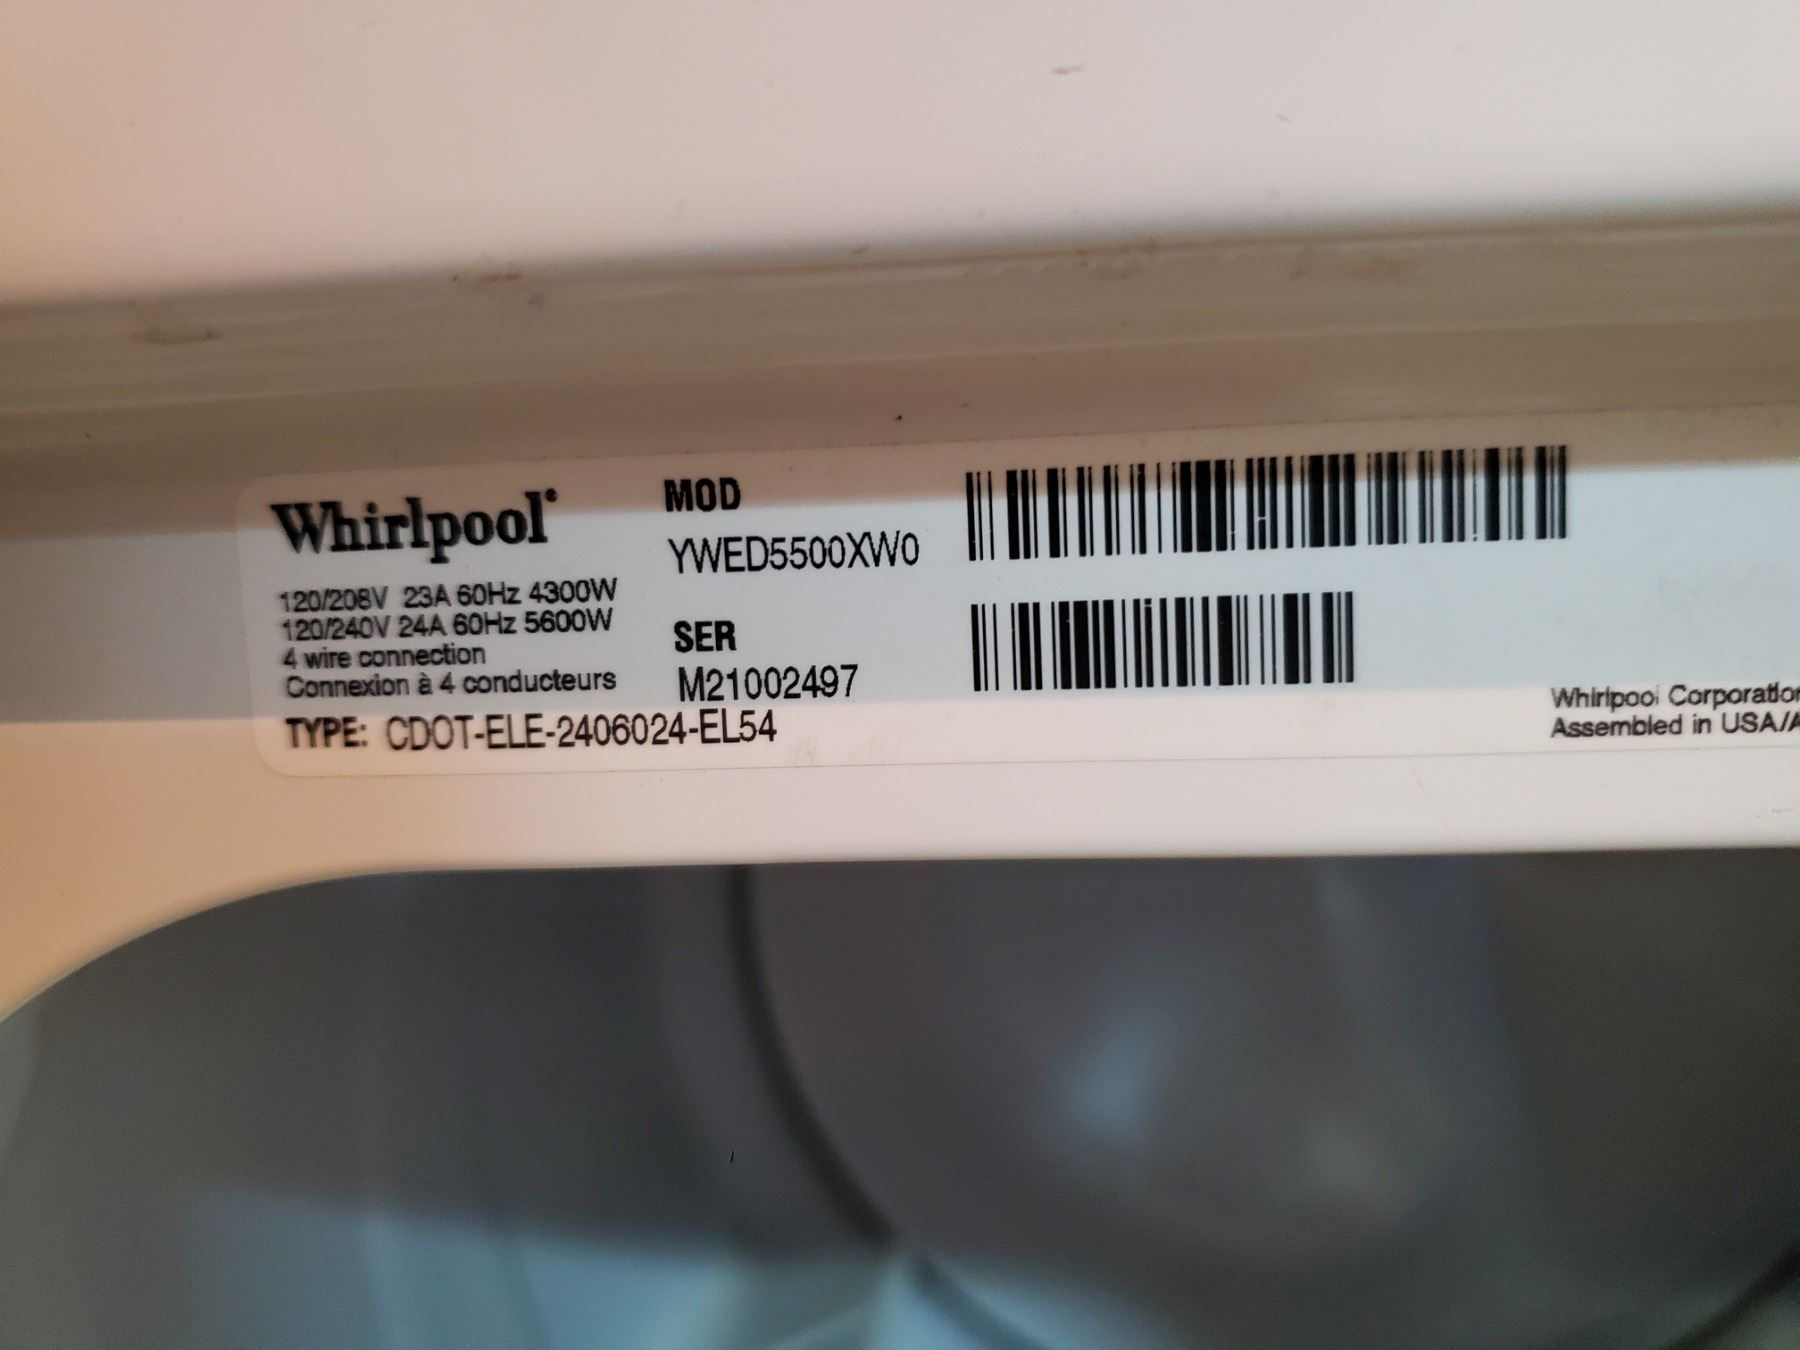 Whirlpool®
120/208V 23A 60Hz 4300W
120/240V 24A 60Hz 5600W
4 wire connection
Connexion à 4 conducteurs
TYPE: CDOT-ELE-2406024-EL54
MOD
YWED5500XW0
SER
M21002497
Whirlpool Corporation
Assembled in USA/A